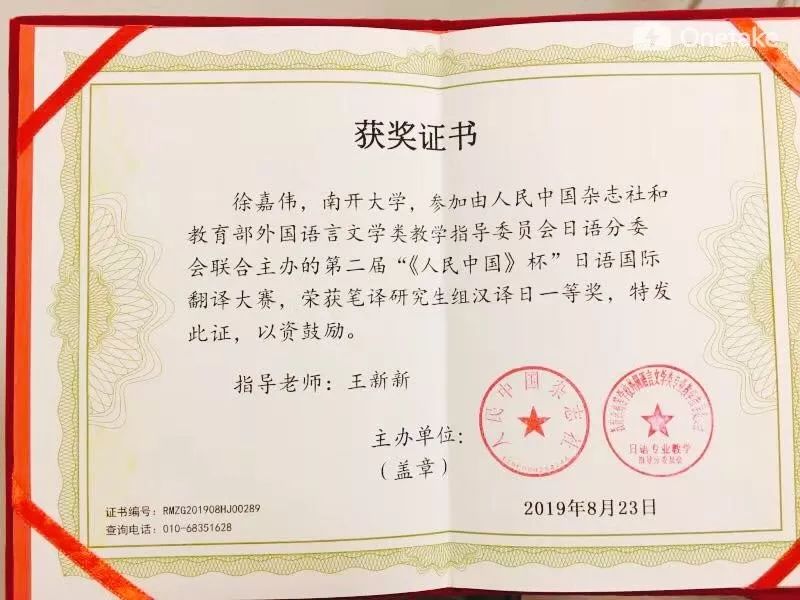 Onetake
获奖证书
徐嘉伟，南开大学，参加由人民中国杂志社和
教育部外国语言文学类教学指导委员会日语分委
会联合主办的第二届“《人民中国》杯”日语国际
翻译大赛，荣获笔译研究生组汉译日一等奖，特发
此证，以资鼓励。
指导老师：王新新
人民中国杂志社
日语专业教学
指导分委员会
主办单位：
（盖章）
证书编号：RMZG201908HJ00289
2019年8月23日
查询电话：010-68351628